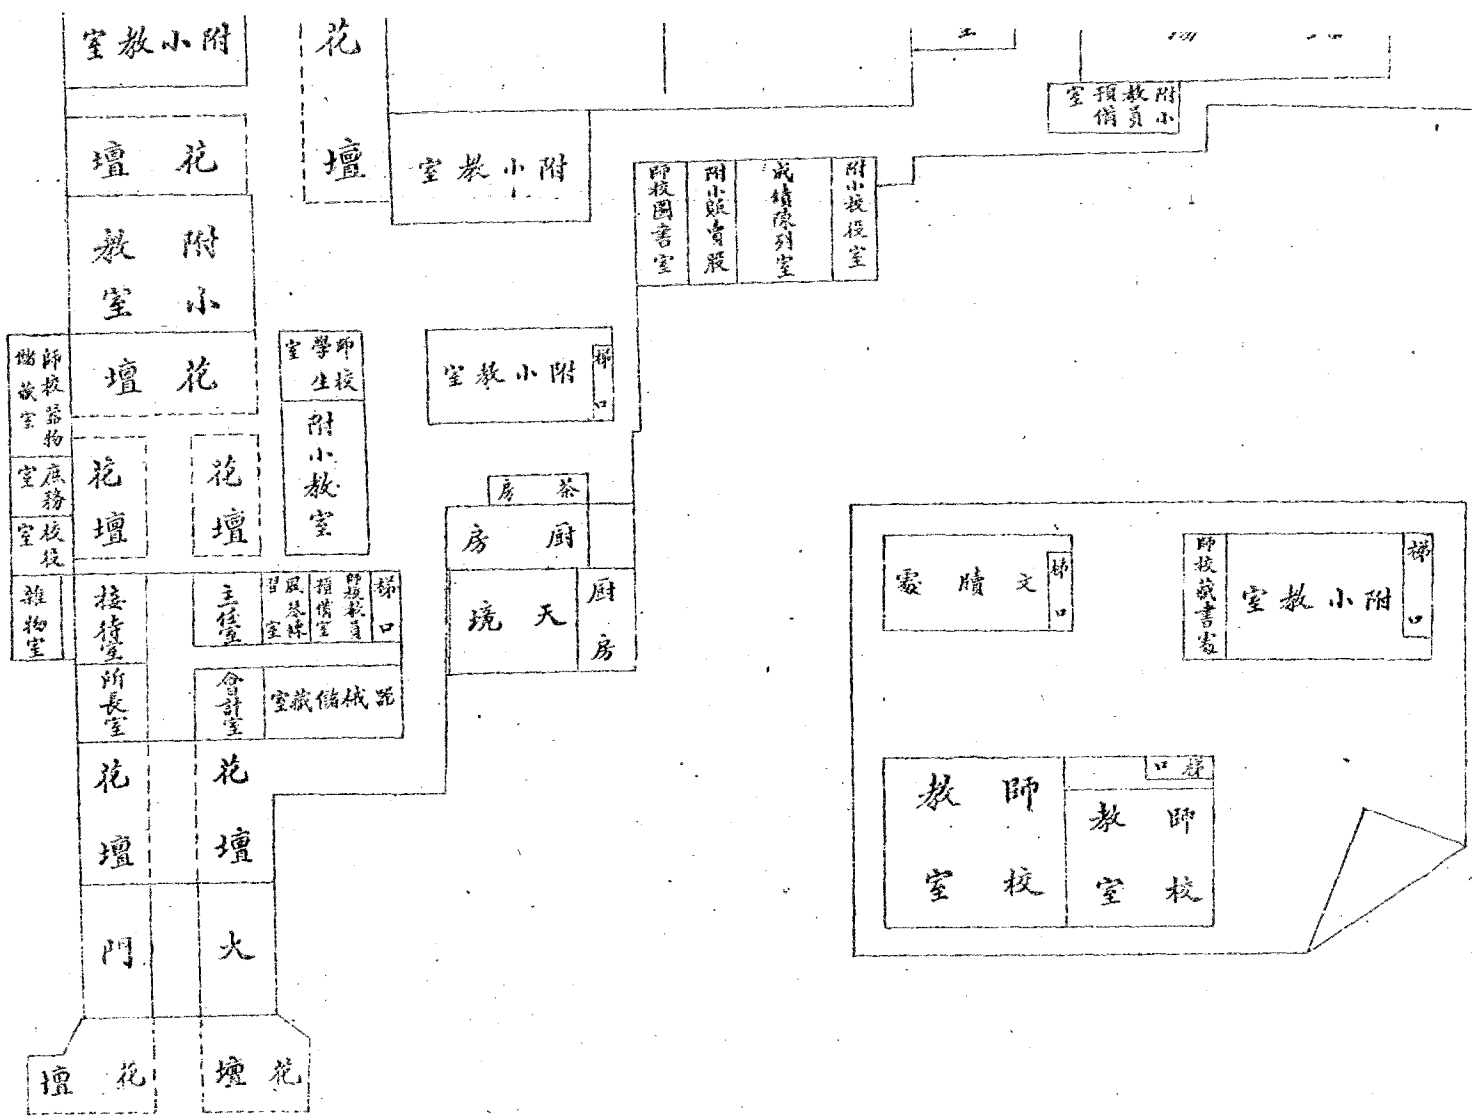 附小教室
花壇
花壇
附小教室
附小教員預備室
師校圖書室
附小販賣股
成績陳列室
附小校役室
附小教室
花壇
師校器物儲藏室
師校學生室
附小教室
梯口
附小教室
花壇
花壇
庶務室
校役室
茶房
厨房
天境
厨房
雜物室
接待室
主任室
風琴練習室
師校教員預備室
梯口
所長室
會計室
器械儲藏室
花壇
花壇
大門
花壇
花壇
文牘處
梯口
師校藏書處
附小教室
梯口
師校教室
梯口
師校教室